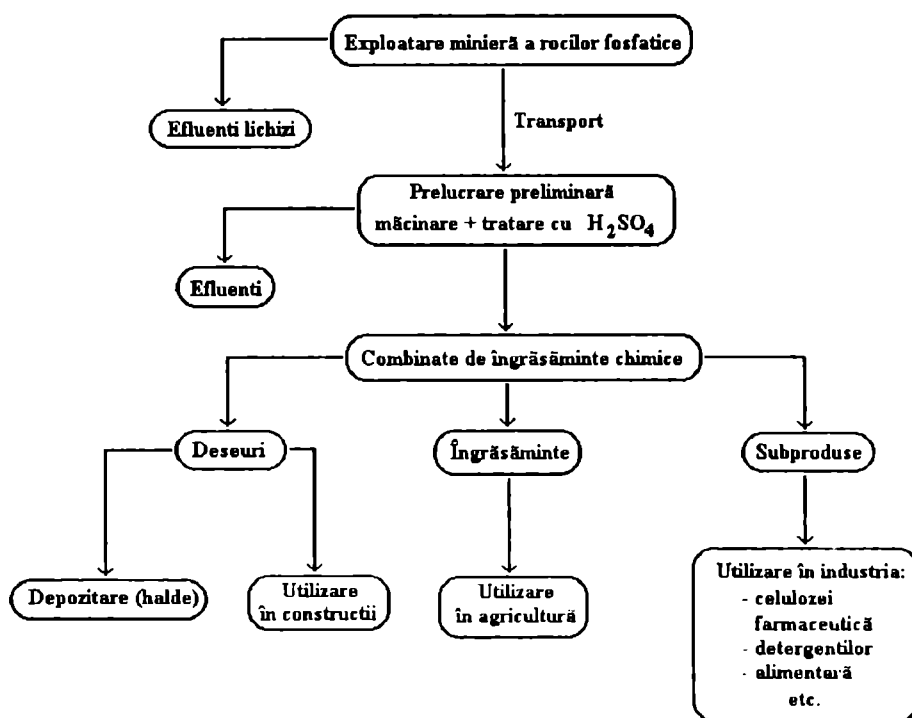 Exploatare minieră a rocilor fosfatice
Efluenti lichizi
Transport
Prelucrare preliminară
măcinare + tratare cu H₂SO₄
Efluenti
Combinate de îngrăsăminte chimice
Deseuri
Îngrăsăminte
Subproduse
Depozitare (halde)
Utilizare
în constructii
Utilizare
în agricultură
Utilizare în industria:
- celulozei
farmaceutică
- detergentilor
- alimentară
etc.